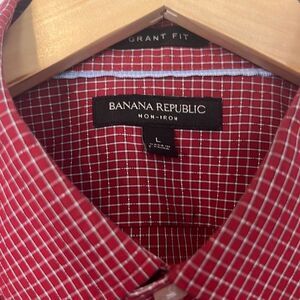 GRANT FIT
BANANA REPUBLIC
NON-IRON
L